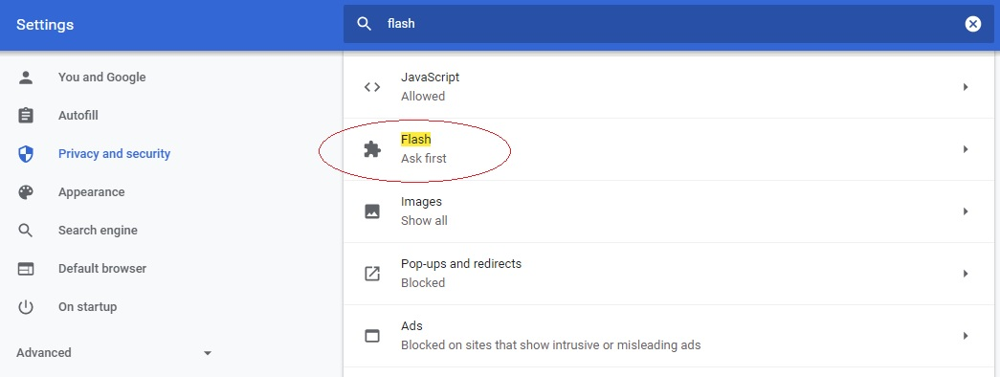 Settings
flash
You and Google
Autofill
Privacy and security
Appearance
Search engine
Default browser
On startup
Advanced
JavaScript
Allowed
Flash
Ask first
Images
Show all
Pop-ups and redirects
Blocked
Ads
Blocked on sites that show intrusive or misleading ads